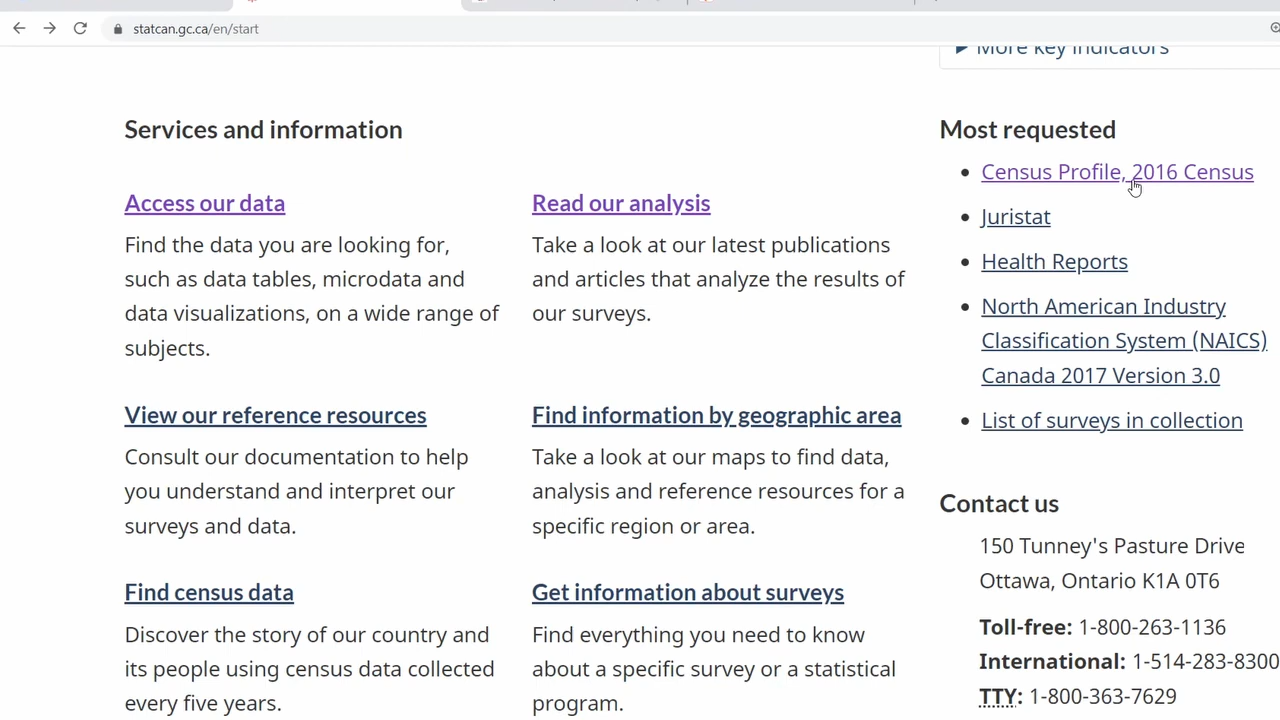 statcan.gc.ca/en/start
More key indicators
Services and information
Access our data
Find the data you are looking for,
such as data tables, microdata and
data visualizations, on a wide range of
subjects.
Read our analysis
Take a look at our latest publications
and articles that analyze the results of
our surveys.
View our reference resources
Consult our documentation to help
you understand and interpret our
surveys and data.
Find information by geographic area
Take a look at our maps to find data,
analysis and reference resources for a
specific region or area.
Find census data
Discover the story of our country and
its people using census data collected
every five years.
Get information about surveys
Find everything you need to know
about a specific survey or a statistical
program.
Most requested
Census Profile, 2016 Census
Juristat
Health Reports
North American Industry
Classification System (NAICS)
Canada 2017 Version 3.0
List of surveys in collection
Contact us
150 Tunney's Pasture Drive
Ottawa, Ontario K1A 0T6
Toll-free: 1-800-263-1136
International: 1-514-283-8300
TTY: 1-800-363-7629